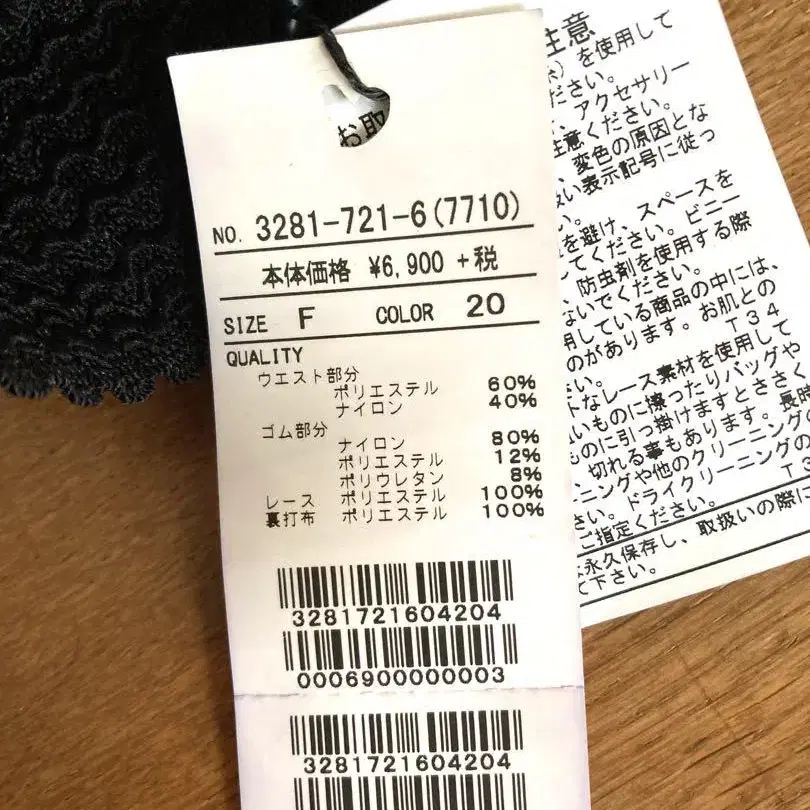 お取
NO. 3281-721-6(7710)
本体価格 ¥6,900 +税
SIZE F COLOR 20
QUALITY
ウエスト部分
ポリエステル 60%
ナイロン 40%
ゴム部分
ナイロン 80%
ポリエステル 12%
ポリウレタン 8%
レース ポリエステル 100%
裏打布 ポリエステル 100%
3281721604204
0006900000003
3281721604204
注意
を使用して
ださい。
アクセサリー
注意ください。
変色の原因とな
い表示記号に従っ
い。
を避け、スペースを
てください。ビニー
防虫剤を使用する際
ないでください。
用している商品の中には、
のがあります。お肌との
T34
さい。
トなレース素材を使用して
いものに擦ったりバッグや
ものに引っ掛けますとささく
、切れる事もあります。長時
ニングや他のクリーニングの
さい。ドライクリーニングの
ご指定ください。
T3
永久保存し、取扱いの際に
て下さい。